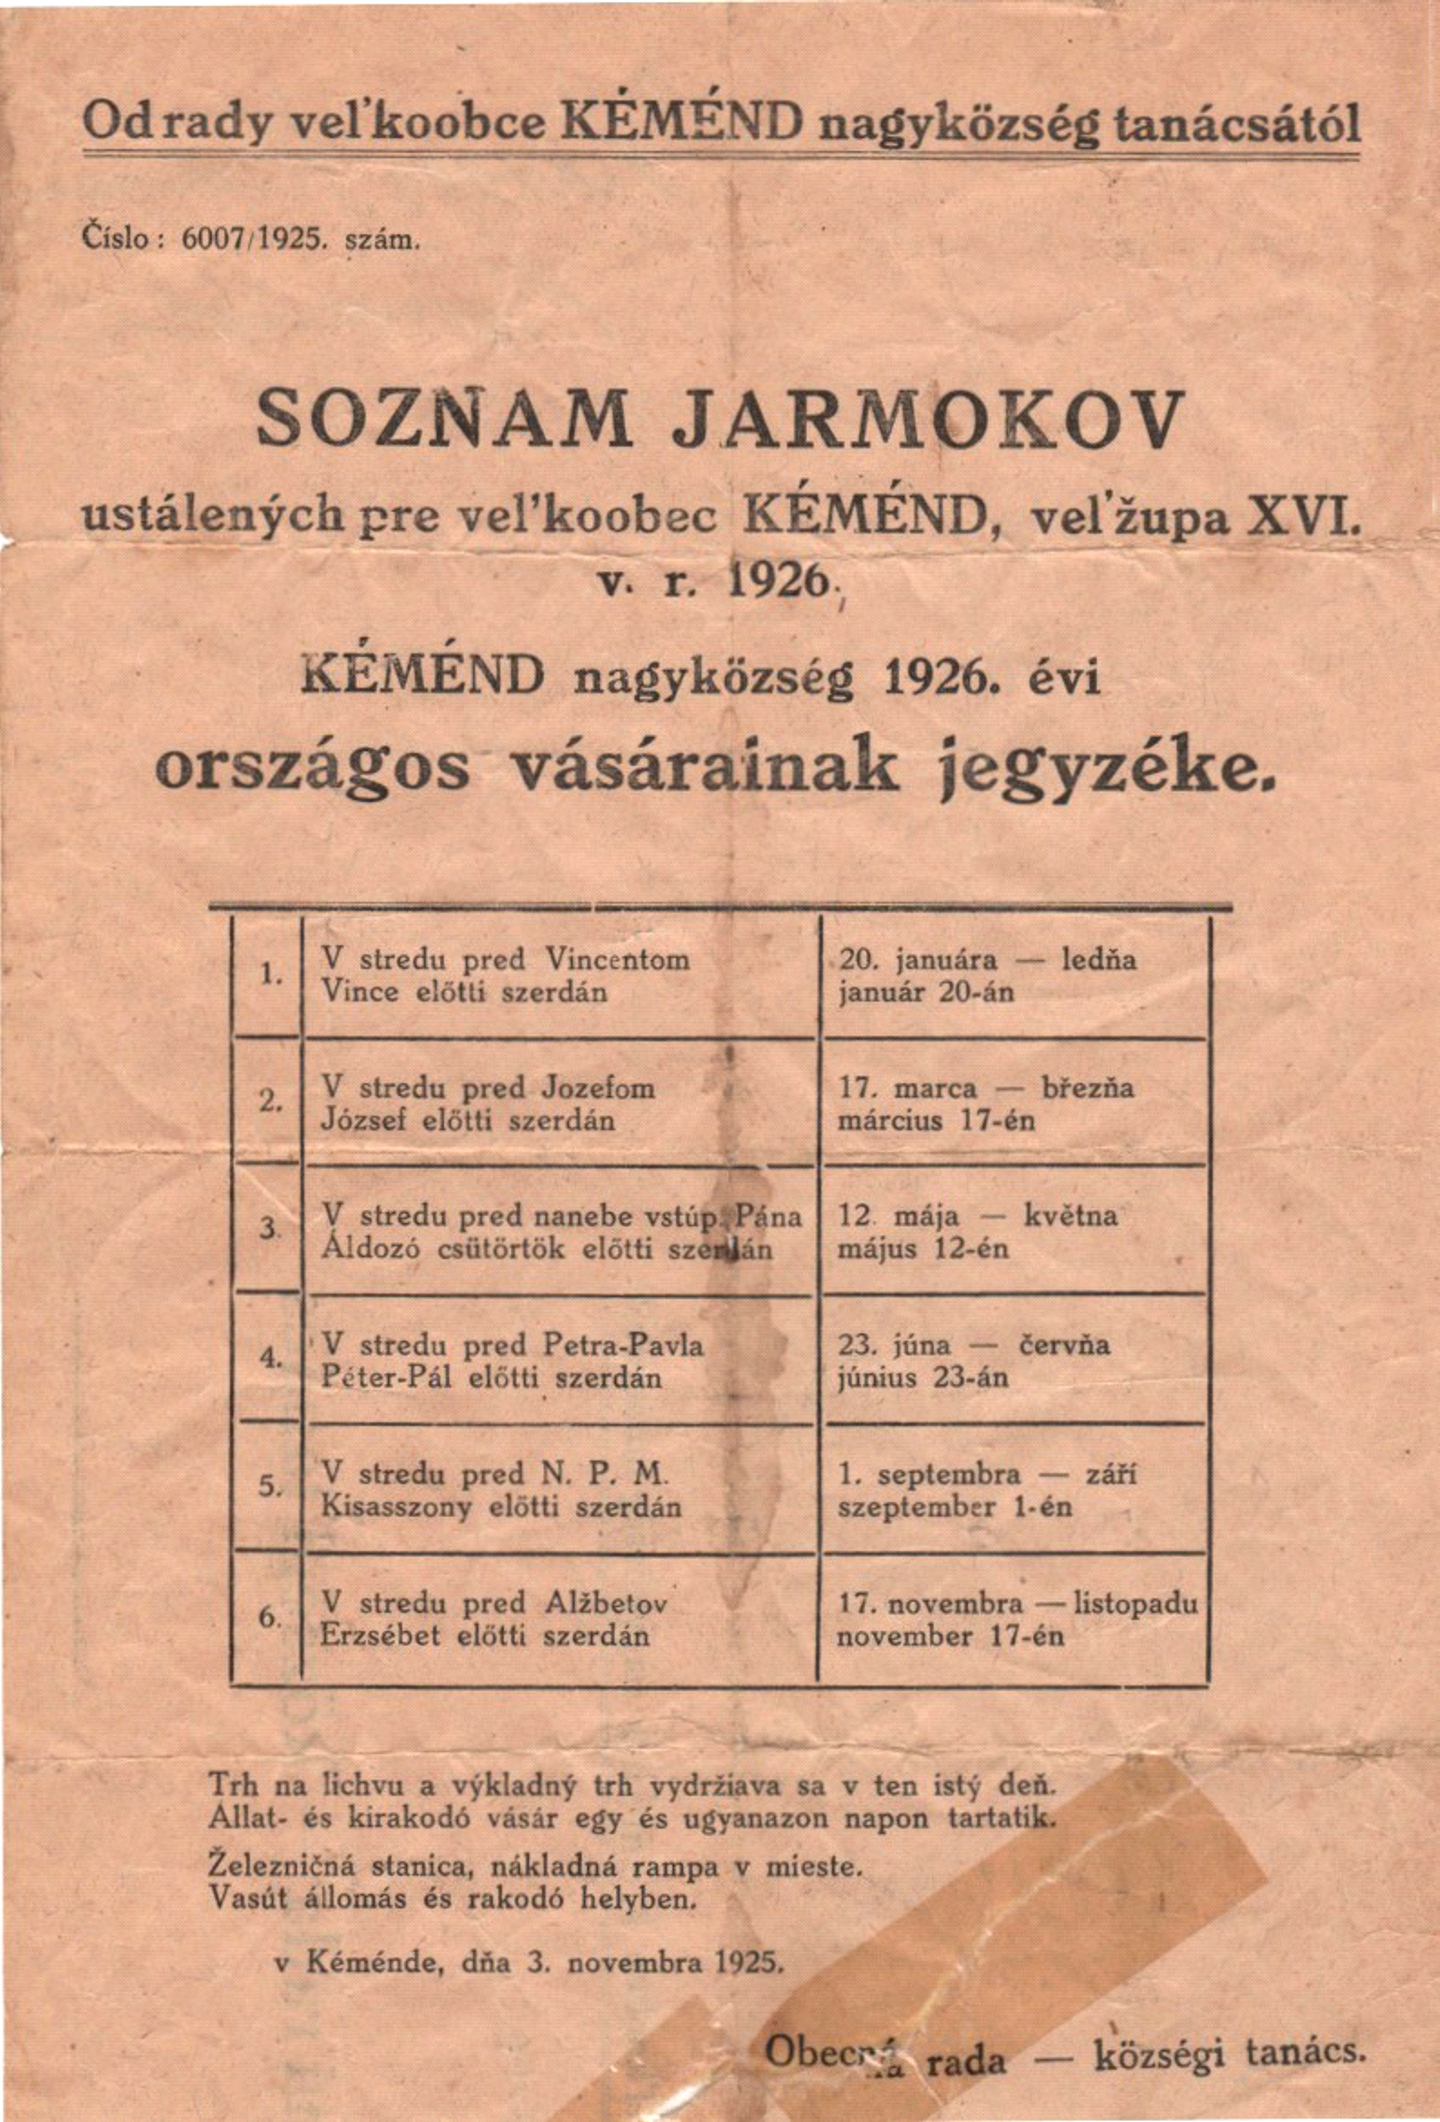 Od rady veľkoobce KÉMÉND nagyközség tanácsától
Číslo: 6007/1925. szám.
SOZNAM JARMOKOV
ustálených pre veľkoobec KÉMÉND, veľžupa XVI.
v. r. 1926.
KÉMÉND nagyközség 1926. évi
országos vásárainak jegyzéke.
1. V stredu pred Vincentom 20. januára — ledňa
Vince előtti szerdán január 20-án
2. V stredu pred Jozefom 17. marca — březňa
József előtti szerdán március 17-én
3. V stredu pred nanebe vstúp. Pána 12. mája — května
Áldozó csütörtök előtti szerdán május 12-én
4. V stredu pred Petra-Pavla 23. júna — červňa
Péter-Pál előtti szerdán június 23-án
5. V stredu pred N. P. M. 1. septembra — září
Kisasszony előtti szerdán szeptember 1-én
6. V stredu pred Alžbetov 17. novembra — listopadu
Erzsébet előtti szerdán november 17-én
Trh na lichvu a výkladný trh vydržiava sa v ten istý deň.
Állat- és kirakodó vásár egy és ugyanazon napon tartatik.
Železničná stanica, nákladná rampa v mieste.
Vasút állomás és rakodó helyben.
v Kéménde, dňa 3. novembra 1925.
Obecná rada — községi tanács.